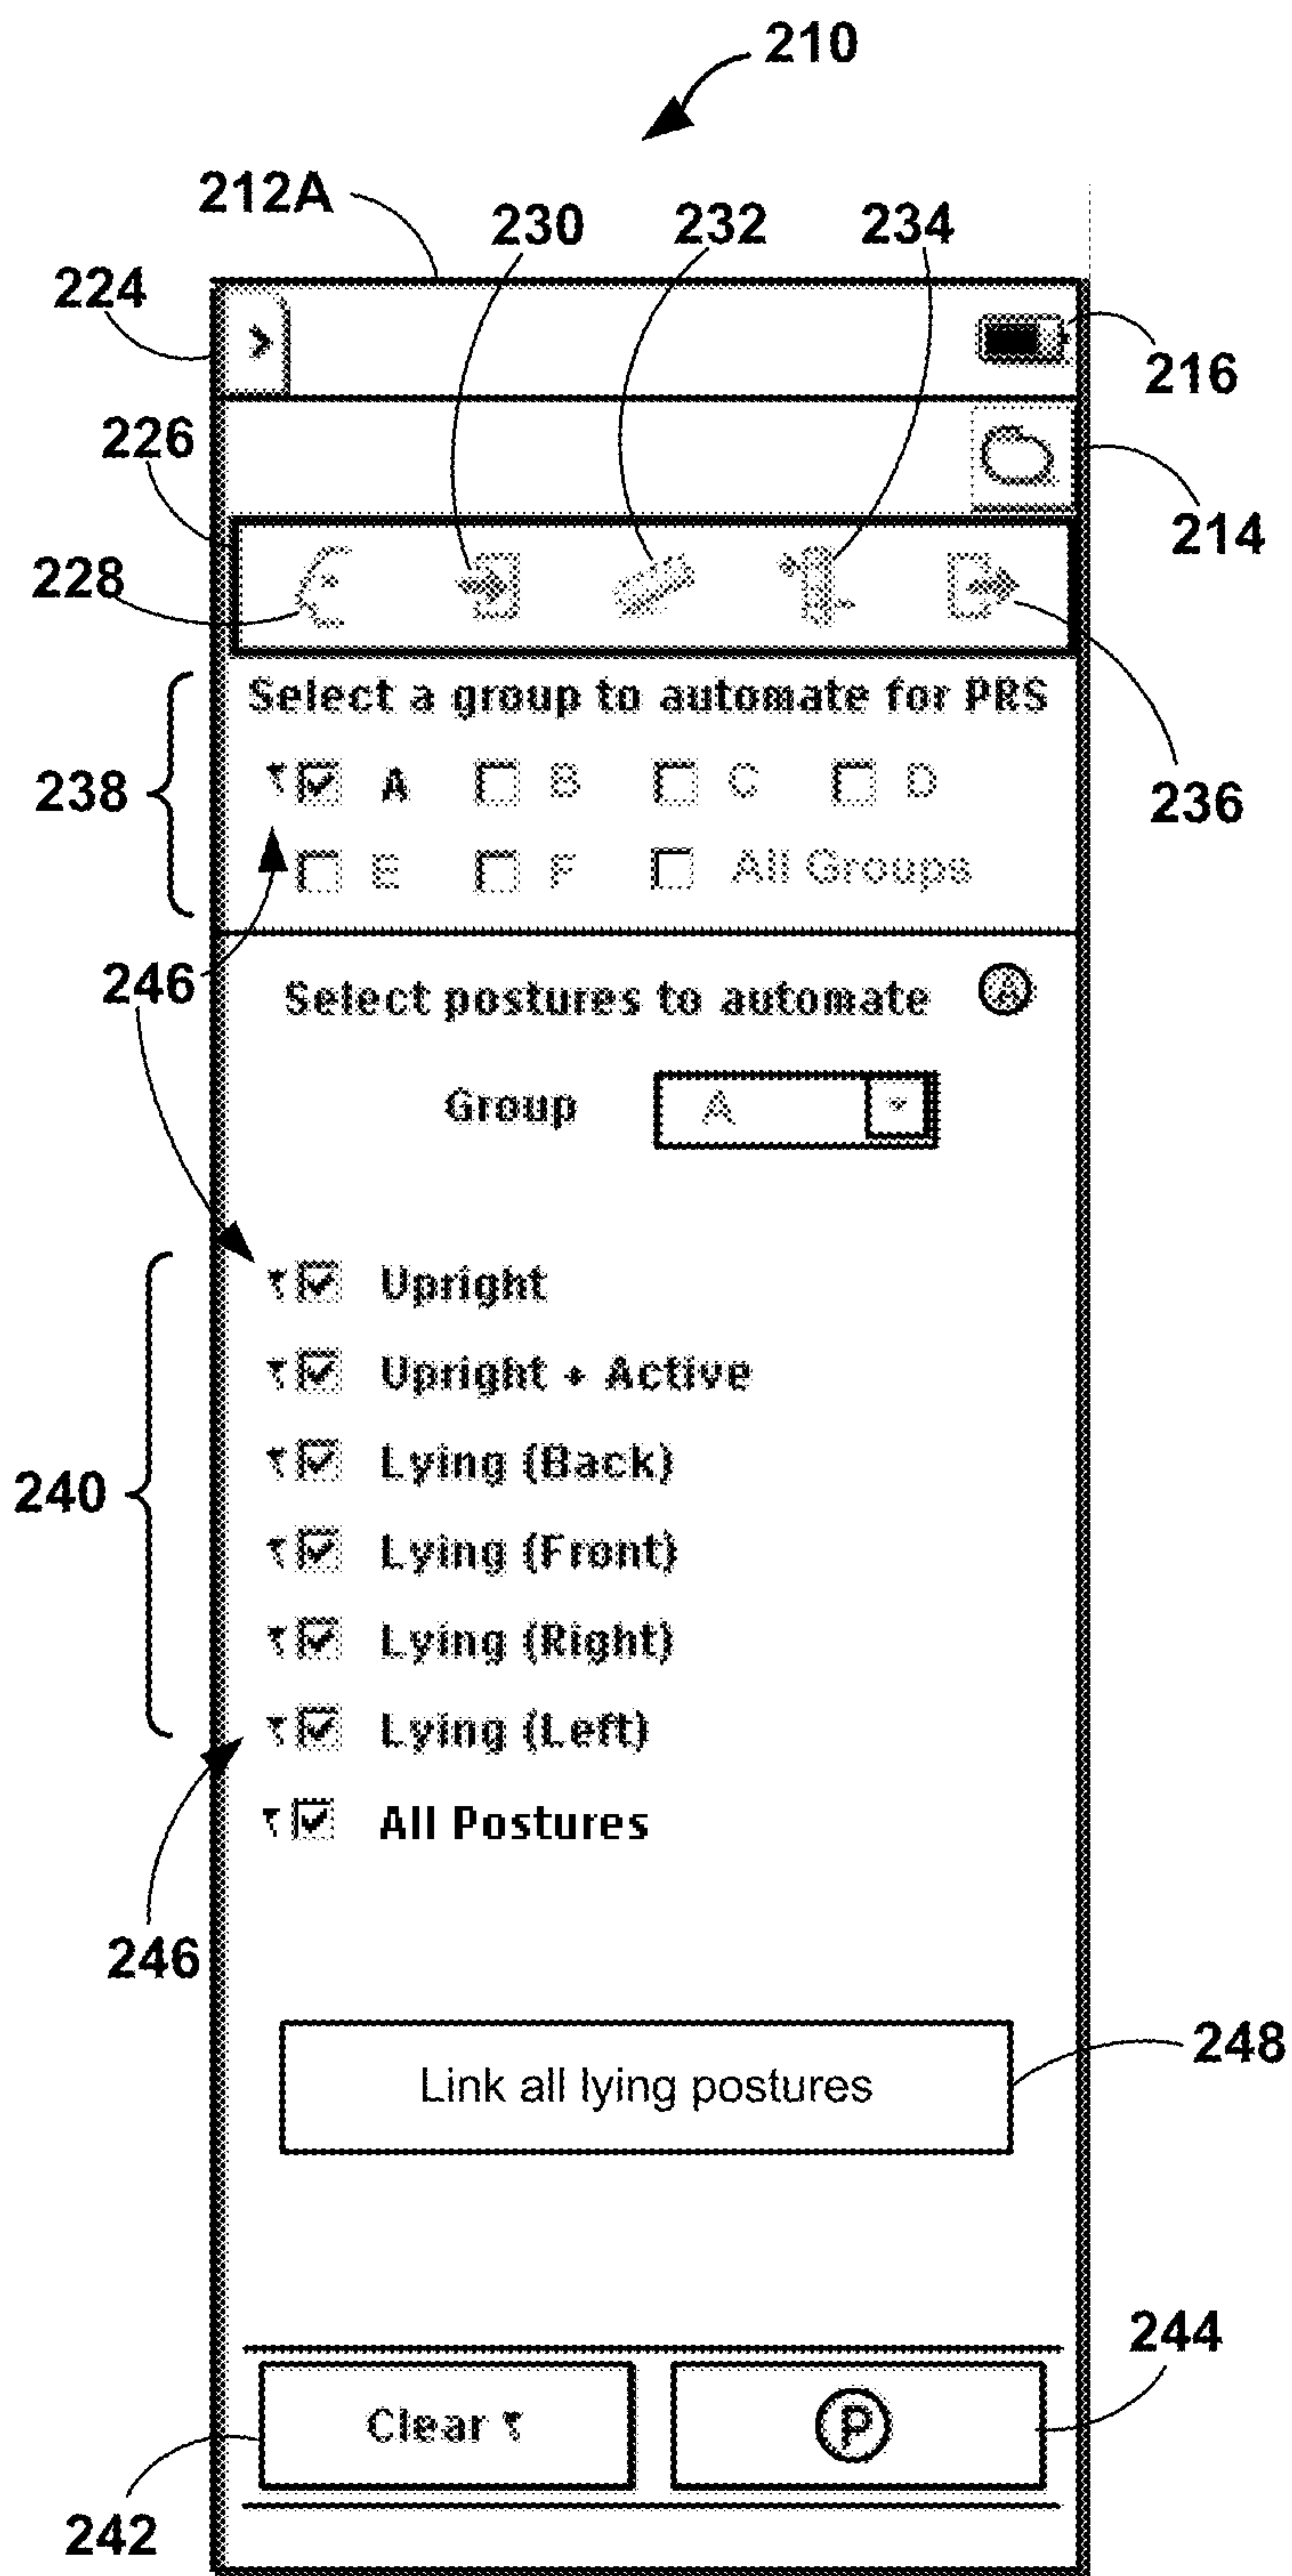 210
212A
230
232
234
224
216
226
214
228
Select a group to automate for PRS
238
A B C D
236
E F All Groups
246
Select postures to automate
Group A
Upright
Upright + Active
Lying (Back)
240
Lying (Front)
Lying (Right)
Lying (Left)
All Postures
246
248
Link all lying postures
244
Clear
P
242